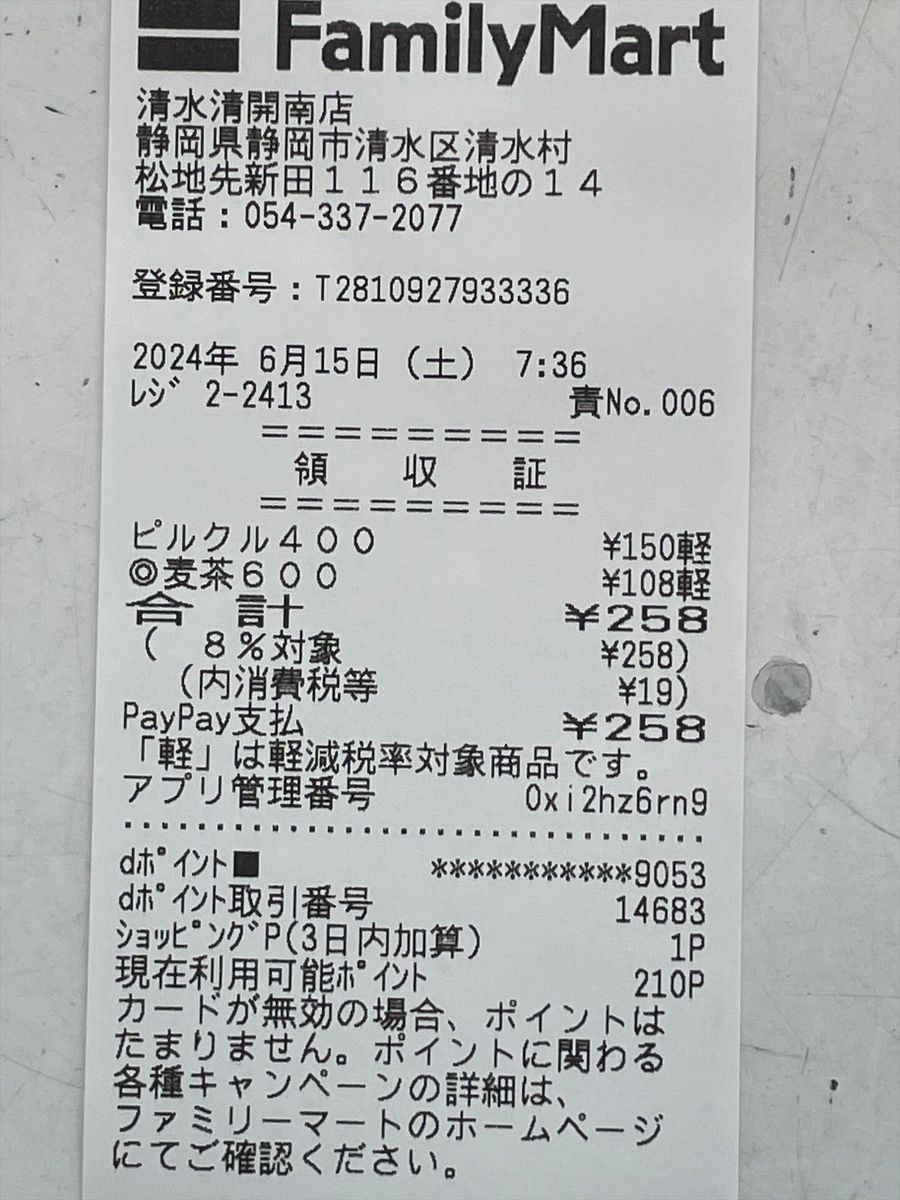 FamilyMart
清水清開南店
静岡県静岡市清水区清水村
松地先新田１１６番地の１４
電話：054-337-2077
登録番号：T2810927933336
2024年 6月15日（土） 7:36
ﾚｼﾞ 2-2413 責No.006
＝＝＝＝＝＝＝＝＝
領　収　証
＝＝＝＝＝＝＝＝＝
ピルクル４００ ¥150軽
◎麦茶６００ ¥108軽
合　計 ¥258
（　８％対象 ¥258）
（内消費税等 ¥19）
PayPay支払 ¥258
「軽」は軽減税率対象商品です。
アプリ管理番号 0xi2hz6rn9
dﾎﾟｲﾝﾄ■ ***********9053
dﾎﾟｲﾝﾄ取引番号 14683
ｼｮｯﾋﾟﾝｸﾞP(3日内加算) 1P
現在利用可能ﾎﾟｲﾝﾄ 210P
カードが無効の場合、ポイントは
たまりません。ポイントに関わる
各種キャンペーンの詳細は、
ファミリーマートのホームページ
にてご確認ください。